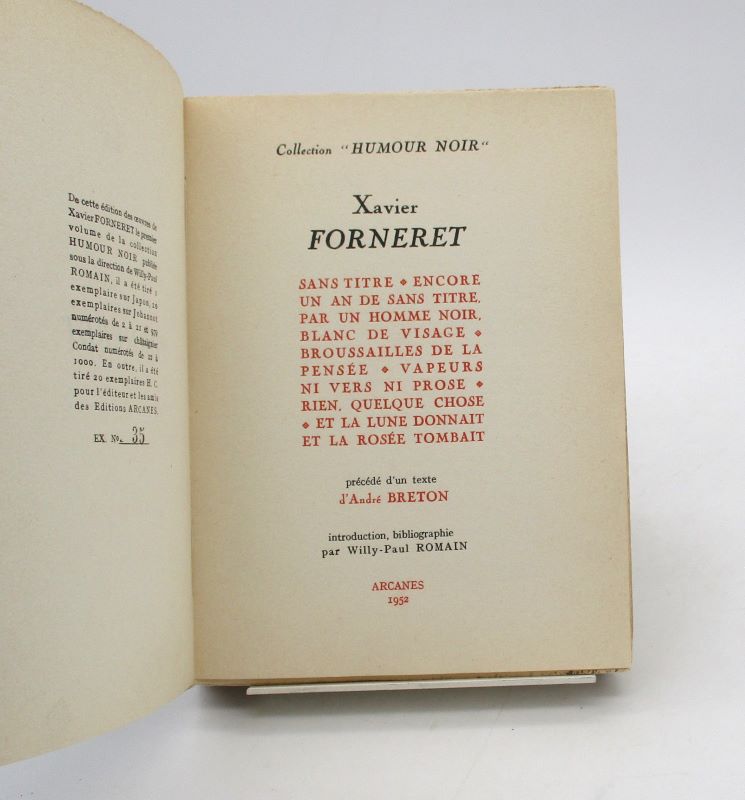 De cette édition des œuvres de
Xavier FORNERET le premier
volume de la collection
HUMOUR NOIR publiée
sous la direction de Willy-Paul
ROMAIN, il a été tiré 1
exemplaire sur Japon, 20
exemplaires sur Johannot
numérotés de 2 à 21 et 979
exemplaires sur châtaignier
Condat numérotés de 22 à
1000. En outre, il a été
tiré 20 exemplaires H. C.
pour l'éditeur et les amis
des Editions ARCANES.
EX. No. 35
Collection "HUMOUR NOIR"
Xavier
FORNERET
SANS TITRE ◆ ENCORE
UN AN DE SANS TITRE,
PAR UN HOMME NOIR,
BLANC DE VISAGE ◆
BROUSSAILLES DE LA
PENSÉE ◆ VAPEURS
NI VERS NI PROSE ◆
RIEN, QUELQUE CHOSE
◆ ET LA LUNE DONNAIT
ET LA ROSÉE TOMBAIT
précédé d'un texte
d'André BRETON
introduction, bibliographie
par Willy-Paul ROMAIN
ARCANES
1952